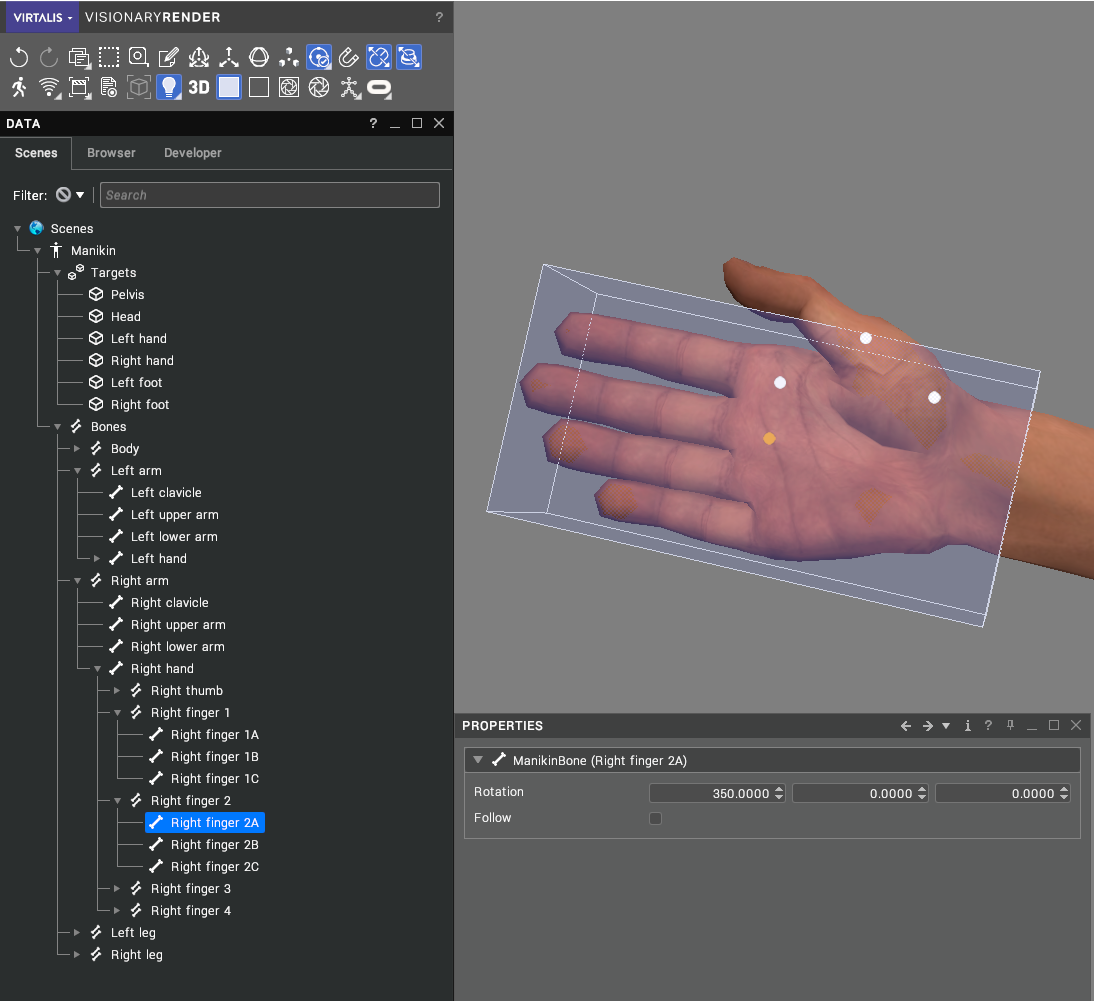 VIRTALIS VISIONARYRENDER ?
3D
DATA ?
Scenes Browser Developer
Filter: Search
Scenes
Manikin
Targets
Pelvis
Head
Left hand
Right hand
Left foot
Right foot
Bones
Body
Left arm
Left clavicle
Left upper arm
Left lower arm
Left hand
Right arm
Right clavicle
Right upper arm
Right lower arm
Right hand
Right thumb
Right finger 1
Right finger 1A
Right finger 1B
Right finger 1C
Right finger 2
Right finger 2A
Right finger 2B
Right finger 2C
Right finger 3
Right finger 4
Left leg
Right leg
PROPERTIES i ?
ManikinBone (Right finger 2A)
Rotation 350.0000 0.0000 0.0000
Follow